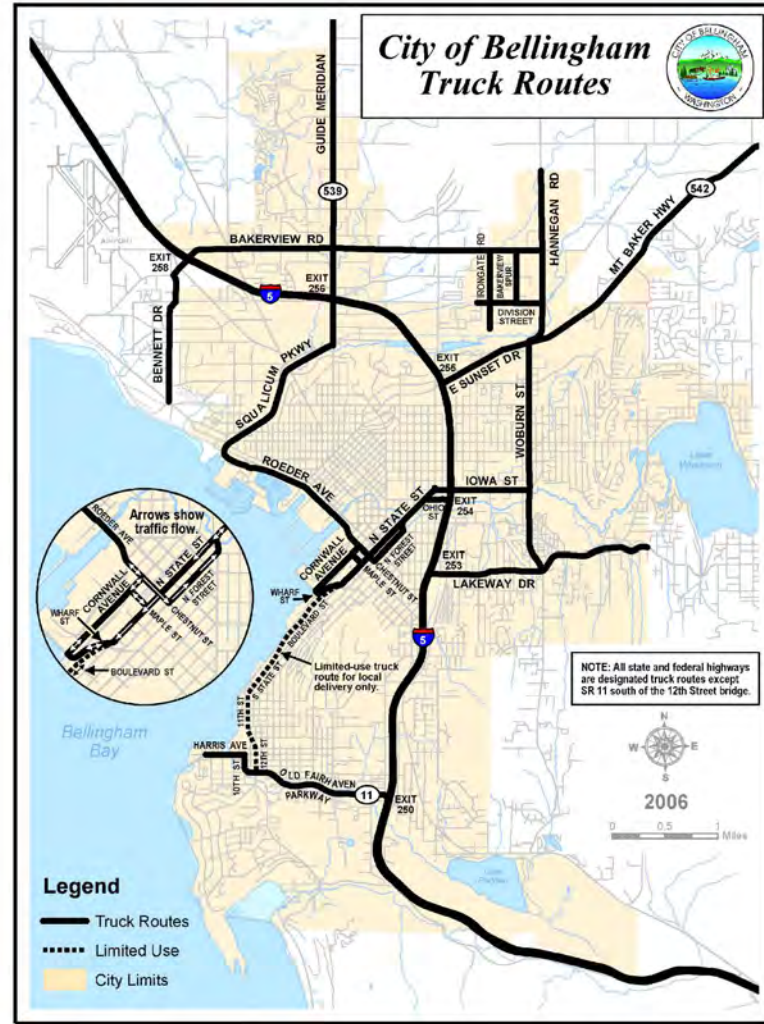 City of Bellingham
Truck Routes
CITY OF BELLINGHAM
WASHINGTON
GUIDE MERIDIAN
539
HANNEGAN RD
542
MT BAKER HWY
BAKERVIEW RD
IRONGATE RD
BAKERVIEW
SPUR
AIRPORT
EXIT
258
EXIT
256
5
DIVISION
STREET
BENNETT DR
SQUALICUM PKWY
EXIT
255
E SUNSET DR
WOBURN ST
Lake
Whatcom
ROEDER AVE
IOWA ST
N STATE ST
OHIO
ST
EXIT
254
Arrows show
traffic flow.
ROEDER AVE
N STATE ST
CORNWALL
AVENUE
N FOREST
STREET
CHESTNUT ST
MAPLE ST
WHARF
ST
BOULEVARD ST
CORNWALL
AVENUE
N FOREST
STREET
CHESTNUT ST
MAPLE ST
WHARF
ST
BOULEVARD ST
EXIT
253
LAKEWAY DR
5
Limited-use truck
route for local
delivery only.
S STATE ST
11TH ST
12TH ST
NOTE: All state and federal highways
are designated truck routes except
SR 11 south of the 12th Street bridge.
Bellingham
Bay
HARRIS AVE
10TH ST
OLD FAIRHAVEN
PARKWAY
11
EXIT
250
N
W
E
S
2006
0 0.5 1
Miles
Lake
Padden
Legend
Truck Routes
Limited Use
City Limits